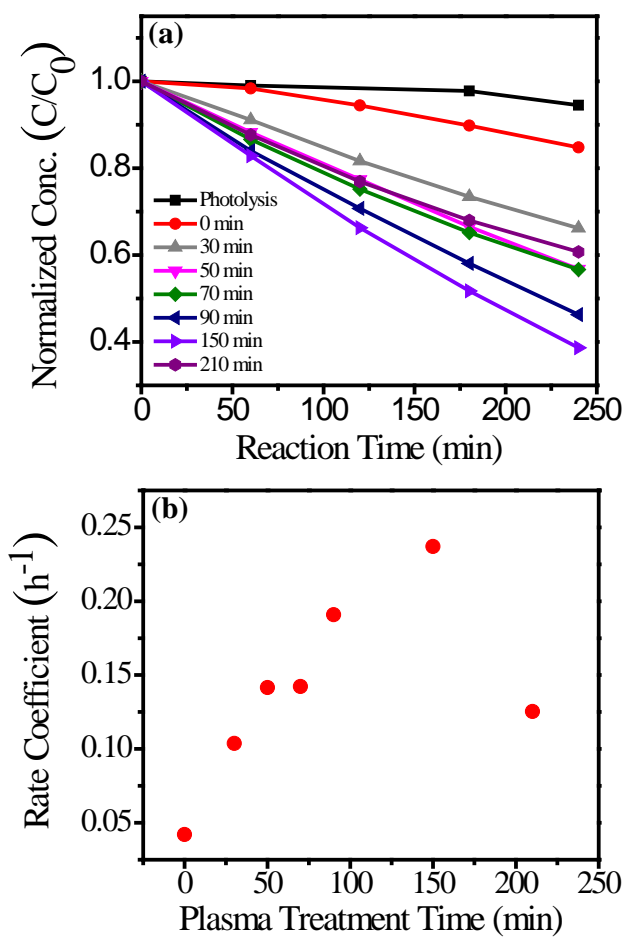 (a)
Normalized Conc. (C/C0)
1.0
0.8
0.6
0.4
Photolysis
0 min
30 min
50 min
70 min
90 min
150 min
210 min
0 50 100 150 200 250
Reaction Time (min)
(b)
Rate Coefficient (h-1)
0.25
0.20
0.15
0.10
0.05
0 50 100 150 200 250
Plasma Treatment Time (min)